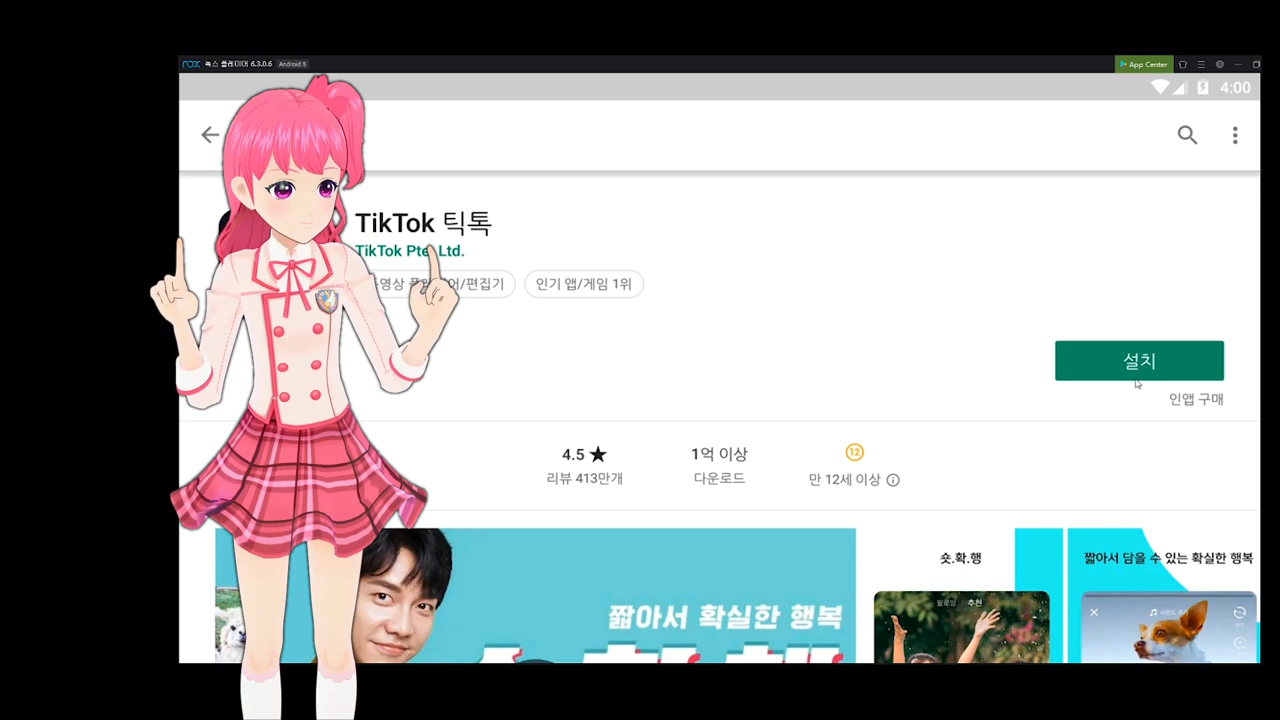 nox 녹스 플레이어 6.3.0.6 Android 5
App Center
4:00
TikTok 틱톡
TikTok Pte. Ltd.
인기 앱/게임 1위
설치
인앱 구매
4.5 ★
리뷰 413만개
1억 이상
다운로드
12
만 12세 이상
짧아서 확실한 행복
숏.확.행
팔로잉 추천
짧아서 담을 수 있는 확실한 행복